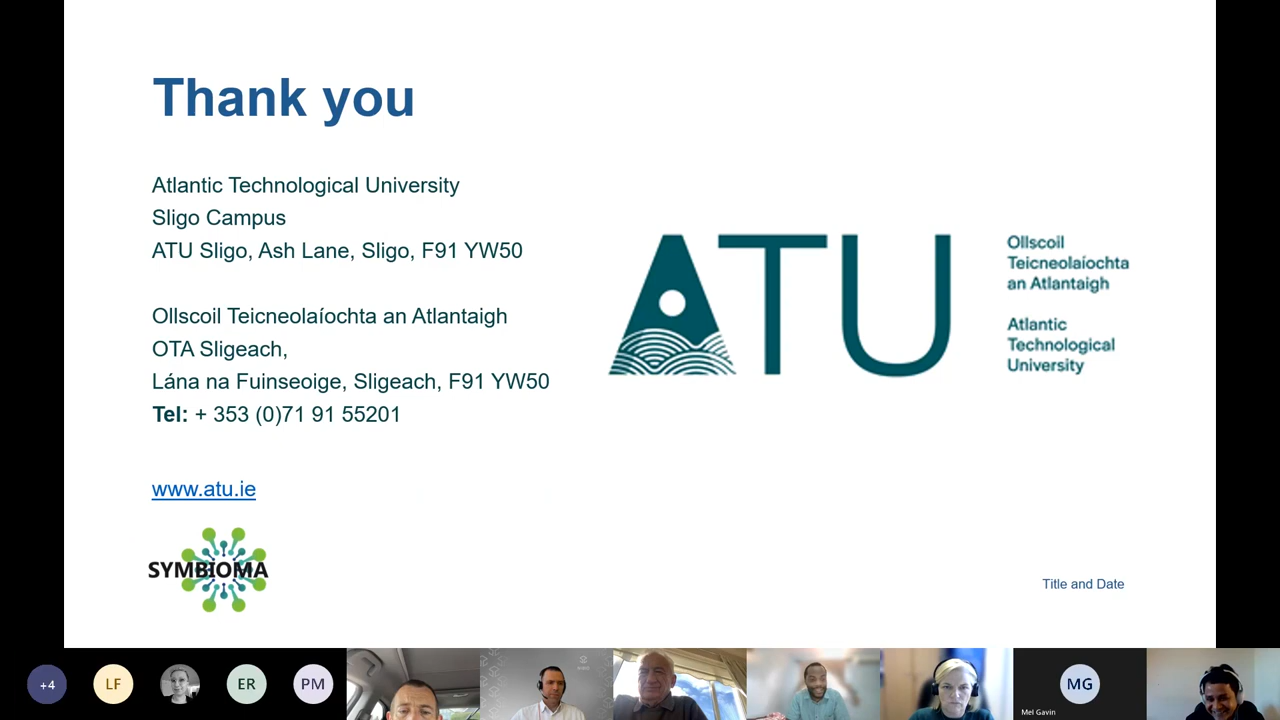 Thank you
Atlantic Technological University
Sligo Campus
ATU Sligo, Ash Lane, Sligo, F91 YW50
Ollscoil Teicneolaíochta an Atlantaigh
OTA Sligeach,
Lána na Fuinseoige, Sligeach, F91 YW50
Tel: + 353 (0)71 91 55201
www.atu.ie
SYMBIOMA
ATU
Ollscoil
Teicneolaíochta
an Atlantaigh
Atlantic
Technological
University
Title and Date
+4
LF
ER
PM
MG
Mel Gavin